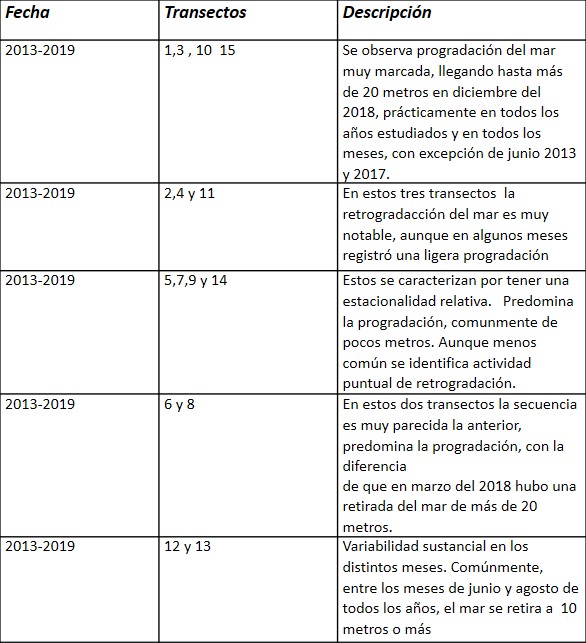 Fecha Transectos Descripción
2013-2019 1,3 , 10 15 Se observa progradación del mar
muy marcada, llegando hasta más
de 20 metros en diciembre del
2018, prácticamente en todos los
años estudiados y en todos los
meses, con excepción de junio 2013
y 2017.
2013-2019 2,4 y 11 En estos tres transectos la
retrogradacción del mar es muy
notable, aunque en algunos meses
registró una ligera progradación
2013-2019 5,7,9 y 14 Estos se caracterizan por tener una
estacionalidad relativa. Predomina
la progradación, comunmente de
pocos metros. Aunque menos
común se identifica actividad
puntual de retrogradación.
2013-2019 6 y 8 En estos dos transectos la secuencia
es muy parecida la anterior,
predomina la progradación, con la
diferencia
de que en marzo del 2018 hubo una
retirada del mar de más de 20
metros.
2013-2019 12 y 13 Variabilidad sustancial en los
distintos meses. Comúnmente,
entre los meses de junio y agosto de
todos los años, el mar se retira a 10
metros o más